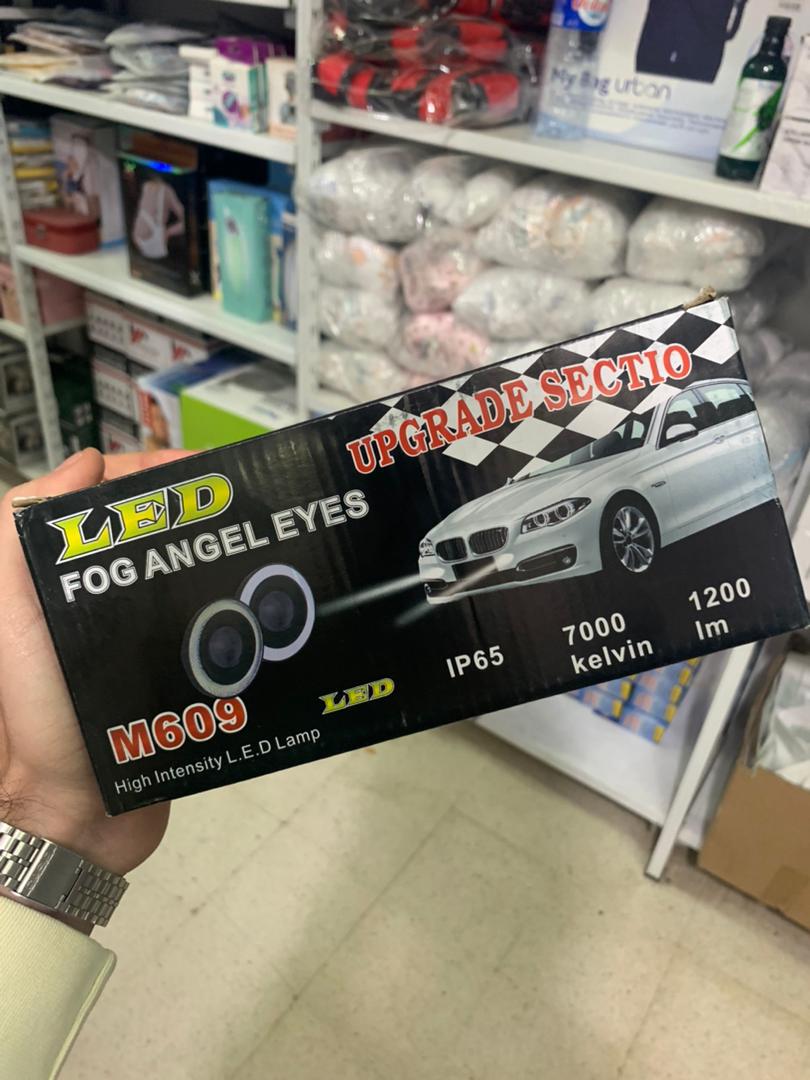 My Bag urban
UPGRADE SECTIO
LED
FOG ANGEL EYES
IP65
7000
kelvin
1200
lm
LED
M609
High Intensity L.E.D Lamp